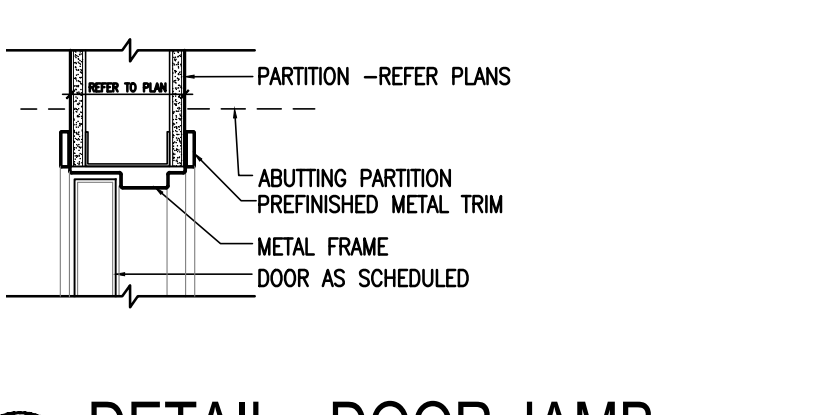 PARTITION -REFER PLANS
REFER TO PLAN
ABUTTING PARTITION
PREFINISHED METAL TRIM
METAL FRAME
DOOR AS SCHEDULED
DETAIL - DOOR JAMB